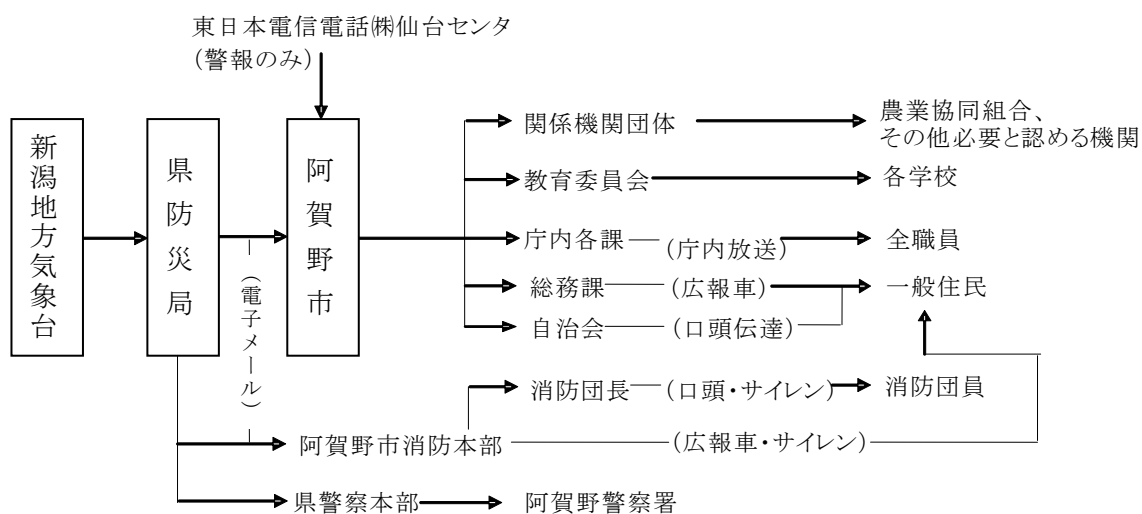 東日本電信電話㈱仙台センタ
(警報のみ)
新潟地方気象台
県防災局
(電子メール)
阿賀野市
関係機関団体
農業協同組合、
その他必要と認める機関
教育委員会
各学校
庁内各課
(庁内放送)
全職員
総務課
(広報車)
一般住民
自治会
(口頭伝達)
消防団長
(口頭・サイレン)
消防団員
阿賀野市消防本部
(広報車・サイレン)
県警察本部
阿賀野警察署